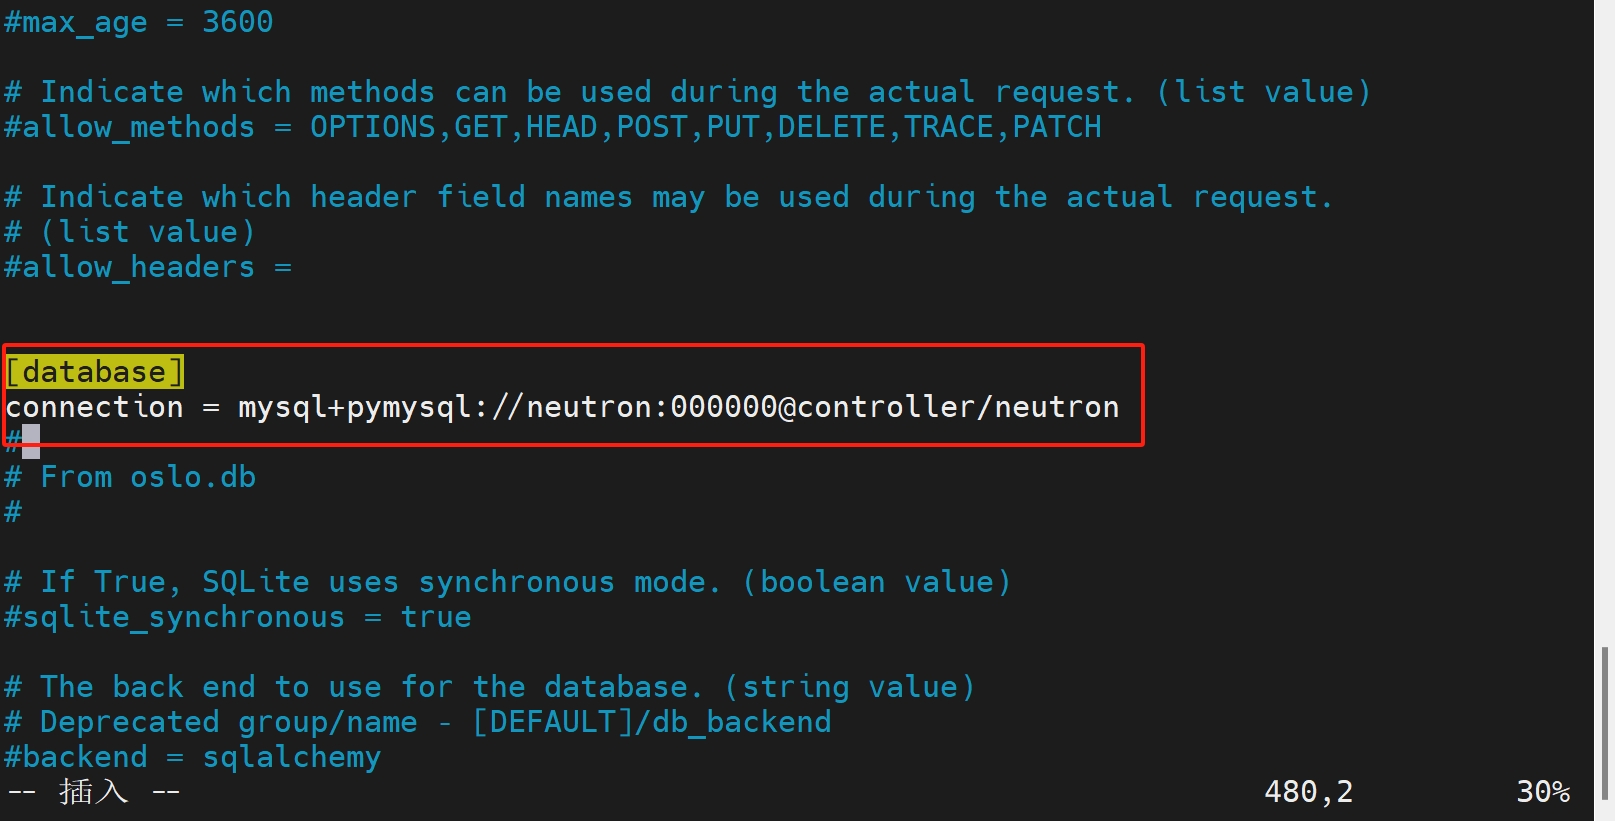 #max_age = 3600
# Indicate which methods can be used during the actual request. (list value)
#allow_methods = OPTIONS,GET,HEAD,POST,PUT,DELETE,TRACE,PATCH
# Indicate which header field names may be used during the actual request.
# (list value)
#allow_headers =
[database]
connection = mysql+pymysql://neutron:000000@controller/neutron
#
# From oslo.db
#
# If True, SQLite uses synchronous mode. (boolean value)
#sqlite_synchronous = true
# The back end to use for the database. (string value)
# Deprecated group/name - [DEFAULT]/db_backend
#backend = sqlalchemy
-- 插入 -- 480,2 30%